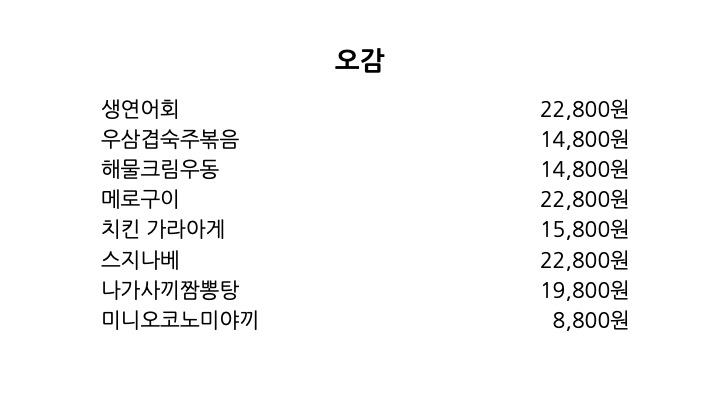 오감
생연어회 22,800원
우삼겹숙주볶음 14,800원
해물크림우동 14,800원
메로구이 22,800원
치킨 가라아게 15,800원
스지나베 22,800원
나가사끼짬뽕탕 19,800원
미니오코노미야끼 8,800원